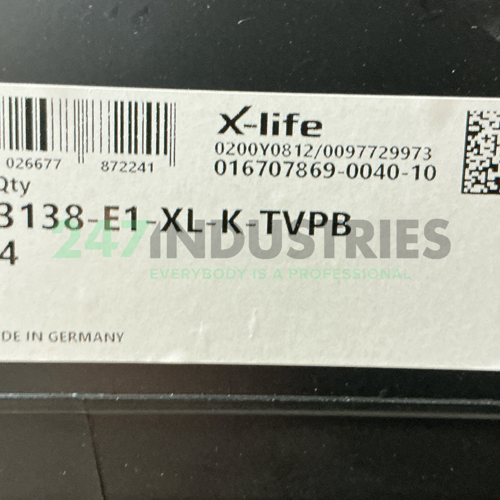 X-life
0200Y0812/0097729973
016707869-0040-10
026677 872241
Qty
3138-E1-XL-K-TVPB
4
247INDUSTRIES
EVERYBODY IS A PROFESSIONAL
DE IN GERMANY